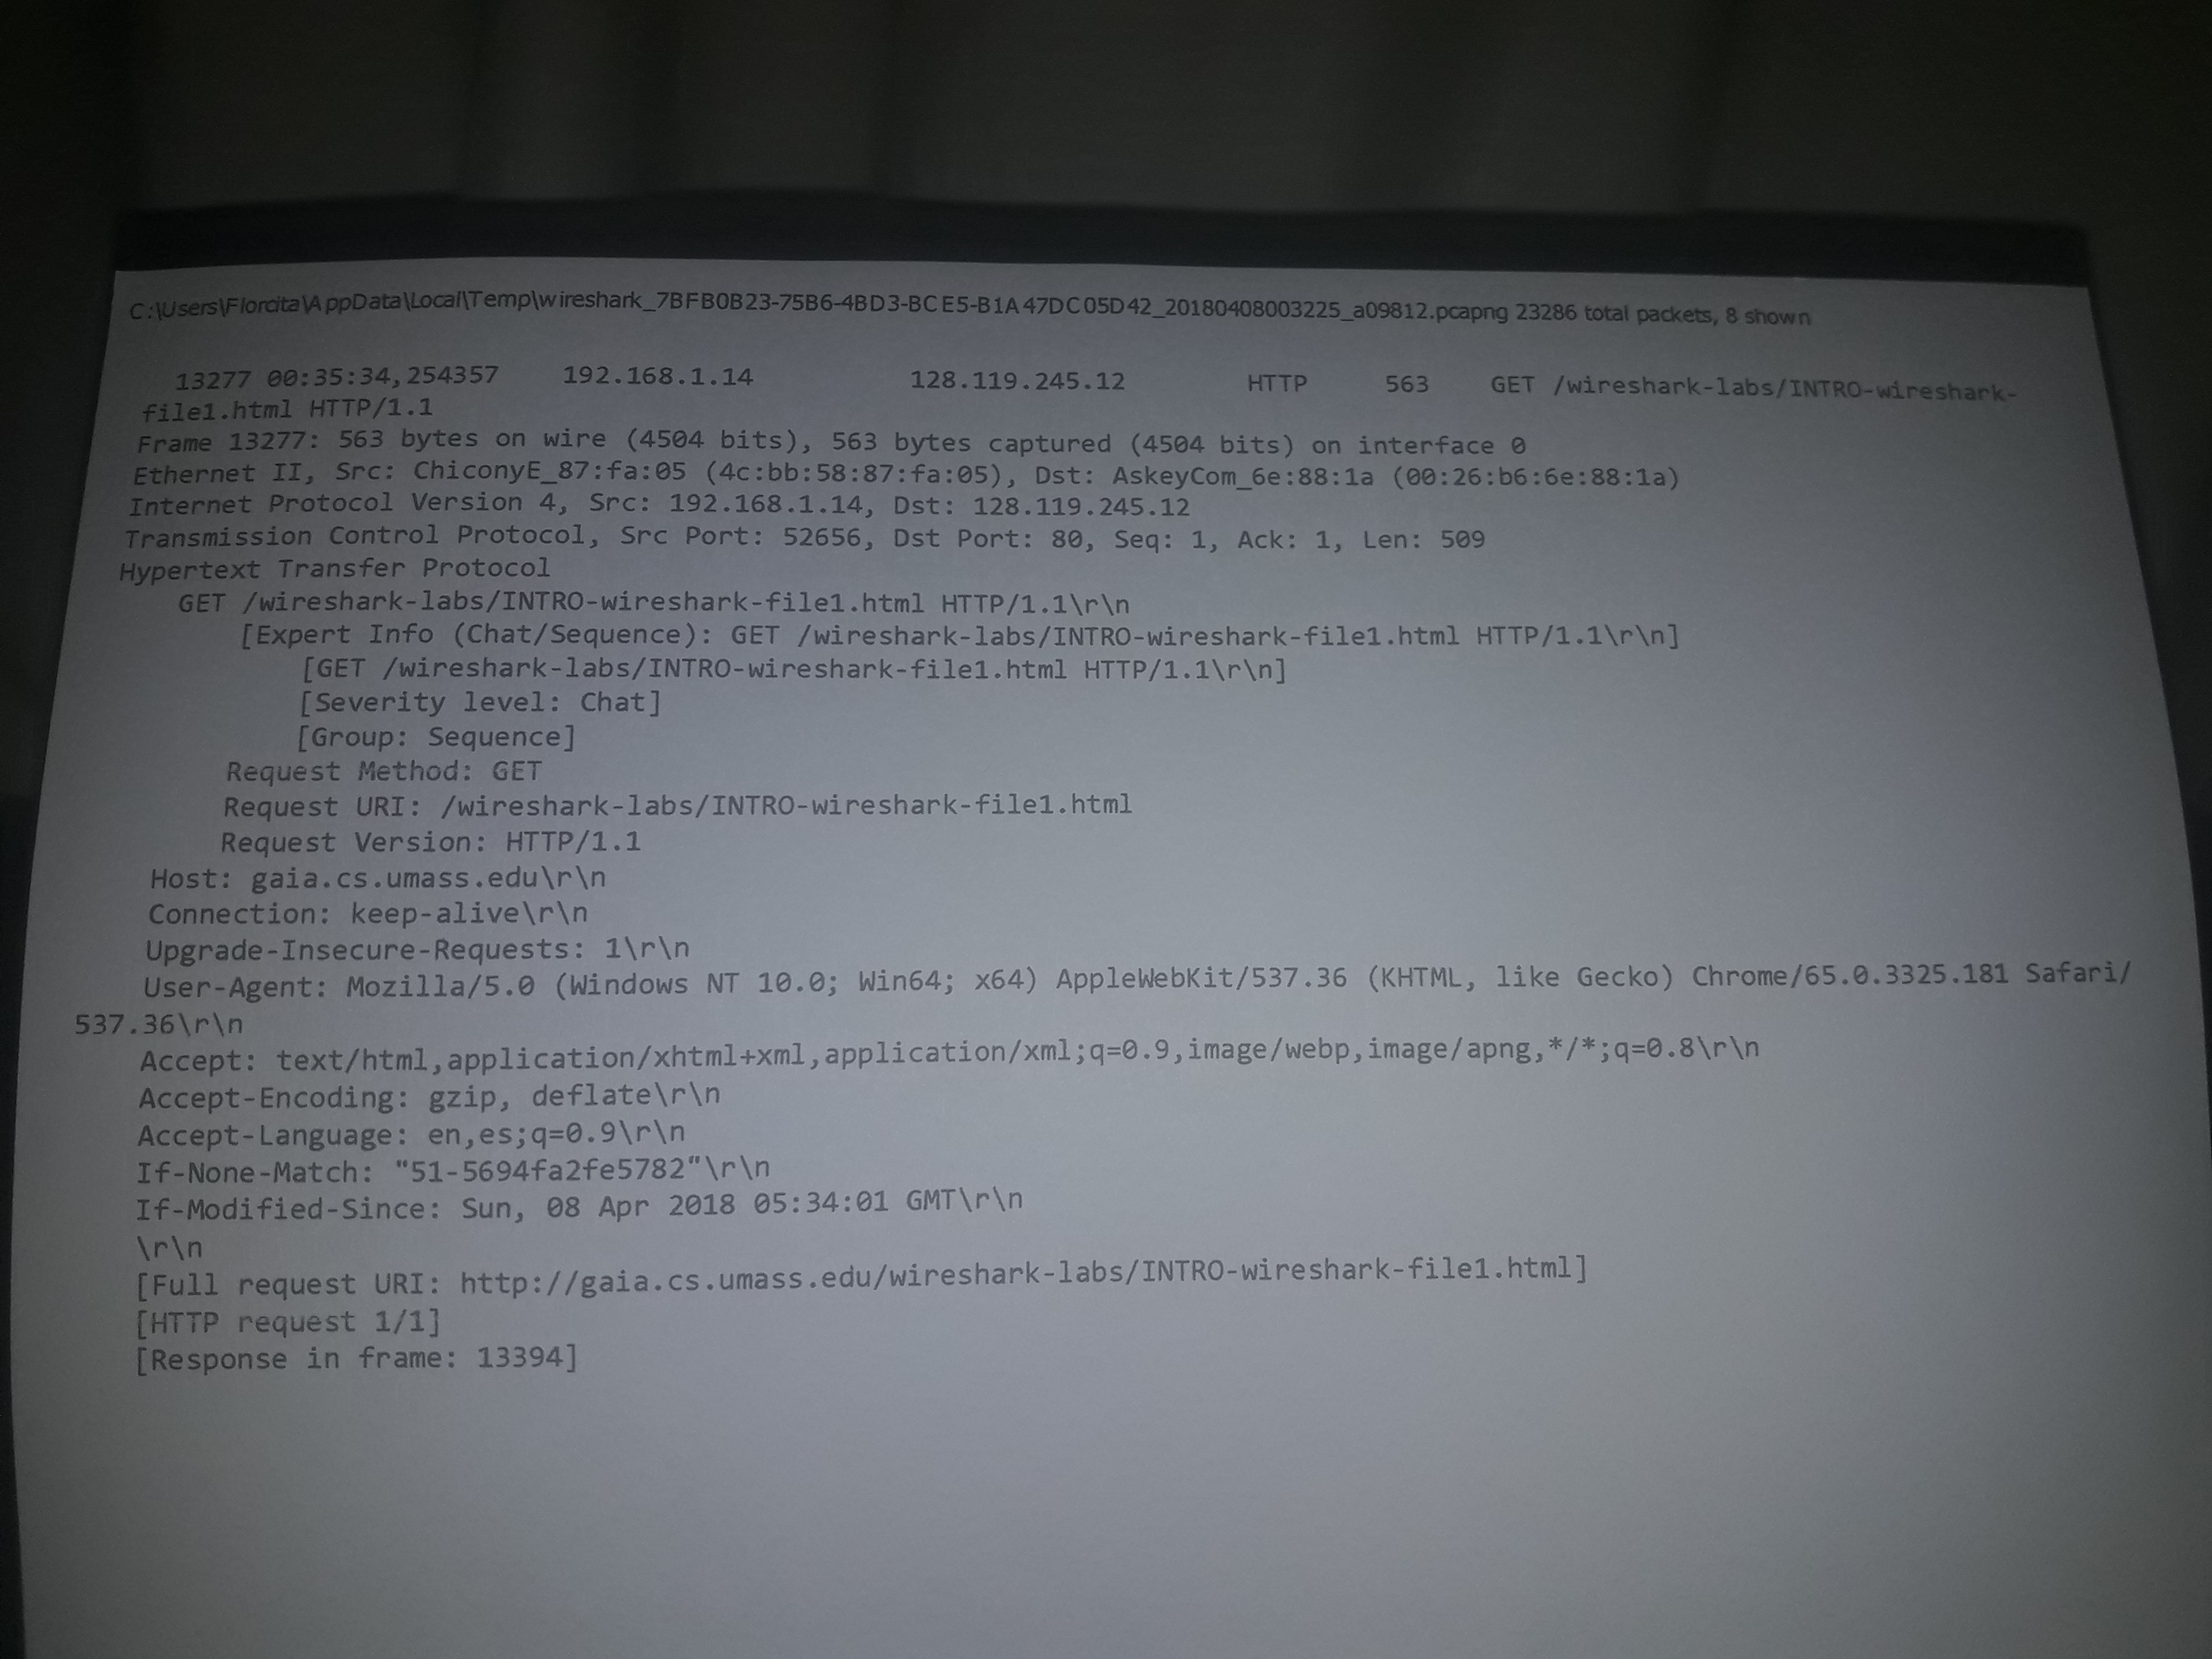 C:\Users\Florcita\AppData\Local\Temp\wireshark_7BFB0B23-75B6-4BD3-BCE5-B1A47DC05D42_20180408003225_a09812.pcapng 23286 total packets, 8 shown
13277 00:35:34,254357 192.168.1.14 128.119.245.12 HTTP 563 GET /wireshark-labs/INTRO-wireshark-
file1.html HTTP/1.1
Frame 13277: 563 bytes on wire (4504 bits), 563 bytes captured (4504 bits) on interface 0
Ethernet II, Src: ChiconyE_87:fa:05 (4c:bb:58:87:fa:05), Dst: AskeyCom_6e:88:1a (00:26:b6:6e:88:1a)
Internet Protocol Version 4, Src: 192.168.1.14, Dst: 128.119.245.12
Transmission Control Protocol, Src Port: 52656, Dst Port: 80, Seq: 1, Ack: 1, Len: 509
Hypertext Transfer Protocol
GET /wireshark-labs/INTRO-wireshark-file1.html HTTP/1.1\r\n
[Expert Info (Chat/Sequence): GET /wireshark-labs/INTRO-wireshark-file1.html HTTP/1.1\r\n]
[GET /wireshark-labs/INTRO-wireshark-file1.html HTTP/1.1\r\n]
[Severity level: Chat]
[Group: Sequence]
Request Method: GET
Request URI: /wireshark-labs/INTRO-wireshark-file1.html
Request Version: HTTP/1.1
Host: gaia.cs.umass.edu\r\n
Connection: keep-alive\r\n
Upgrade-Insecure-Requests: 1\r\n
User-Agent: Mozilla/5.0 (Windows NT 10.0; Win64; x64) AppleWebKit/537.36 (KHTML, like Gecko) Chrome/65.0.3325.181 Safari/
537.36\r\n
Accept: text/html,application/xhtml+xml,application/xml;q=0.9,image/webp,image/apng,*/*;q=0.8\r\n
Accept-Encoding: gzip, deflate\r\n
Accept-Language: en,es;q=0.9\r\n
If-None-Match: "51-5694fa2fe5782"\r\n
If-Modified-Since: Sun, 08 Apr 2018 05:34:01 GMT\r\n
\r\n
[Full request URI: http://gaia.cs.umass.edu/wireshark-labs/INTRO-wireshark-file1.html]
[HTTP request 1/1]
[Response in frame: 13394]